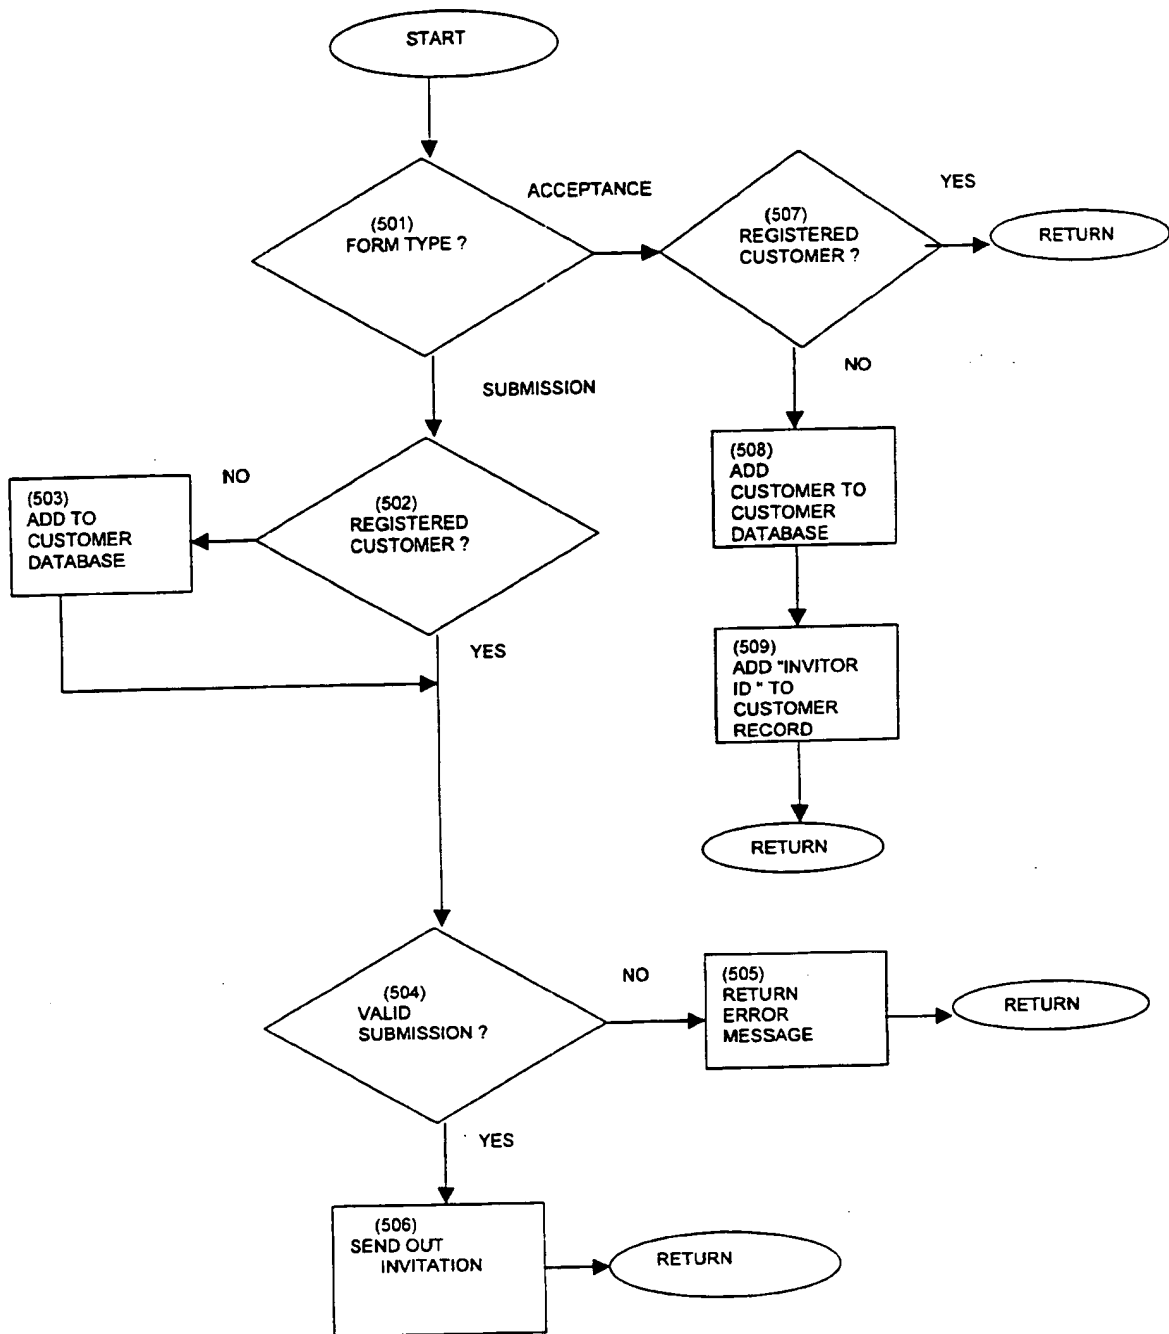 START
ACCEPTANCE
YES
(501)
FORM TYPE ?
(507)
REGISTERED
CUSTOMER ?
RETURN
NO
SUBMISSION
(508)
ADD
CUSTOMER TO
CUSTOMER
DATABASE
NO
(503)
ADD TO
CUSTOMER
DATABASE
(502)
REGISTERED
CUSTOMER ?
YES
(509)
ADD "INVITOR
ID " TO
CUSTOMER
RECORD
RETURN
(504)
VALID
SUBMISSION ?
NO
(505)
RETURN
ERROR
MESSAGE
RETURN
YES
(506)
SEND OUT
INVITATION
RETURN